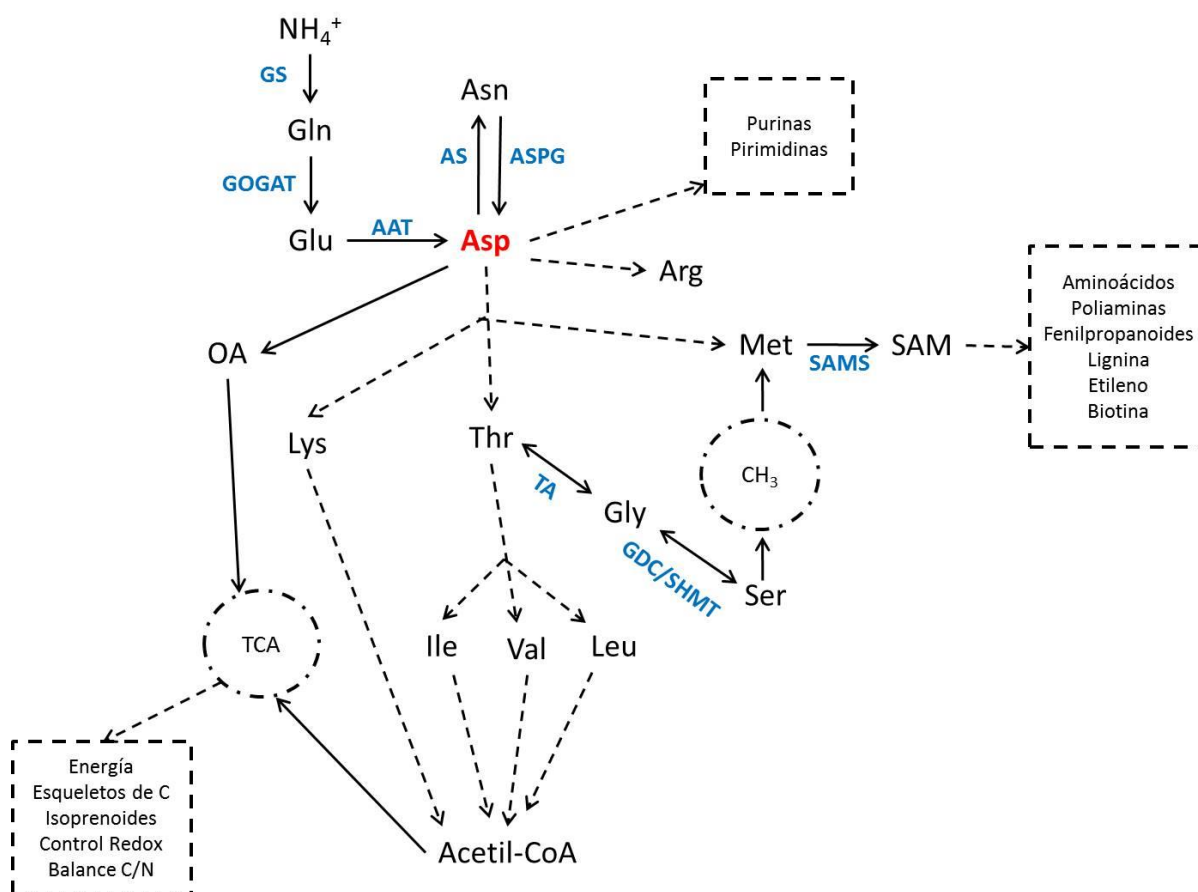 NH₄⁺
GS
Gln
GOGAT
Glu
AAT
Asn
AS
ASPG
Asp
Purinas
Pirimidinas
Arg
OA
Met
SAMS
SAM
Aminoácidos
Poliaminas
Fenilpropanoides
Lignina
Etileno
Biotina
Lys
Thr
TA
Gly
CH₃
GDC/SHMT
Ser
TCA
Ile
Val
Leu
Energía
Esqueletos de C
Isoprenoides
Control Redox
Balance C/N
Acetil-CoA